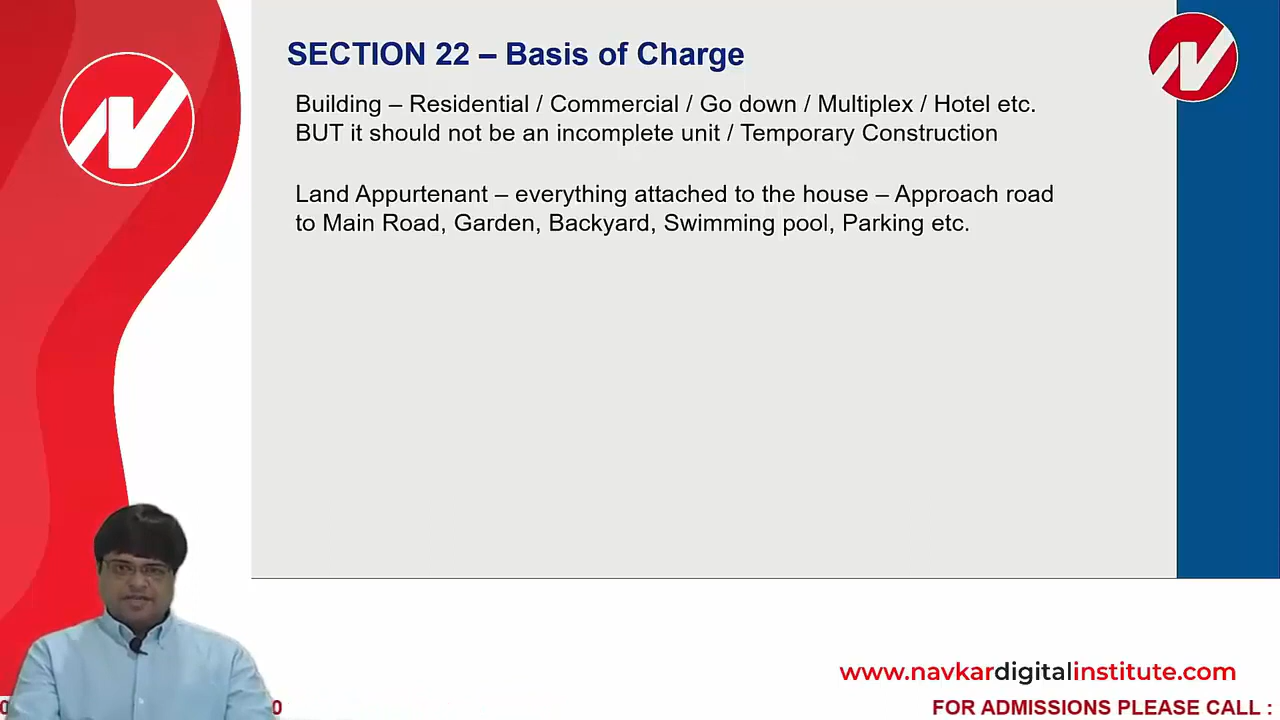 SECTION 22 – Basis of Charge
Building – Residential / Commercial / Go down / Multiplex / Hotel etc.
BUT it should not be an incomplete unit / Temporary Construction
Land Appurtenant – everything attached to the house – Approach road
to Main Road, Garden, Backyard, Swimming pool, Parking etc.
www.navkardigitalinstitute.com
0 0 FOR ADMISSIONS PLEASE CALL :